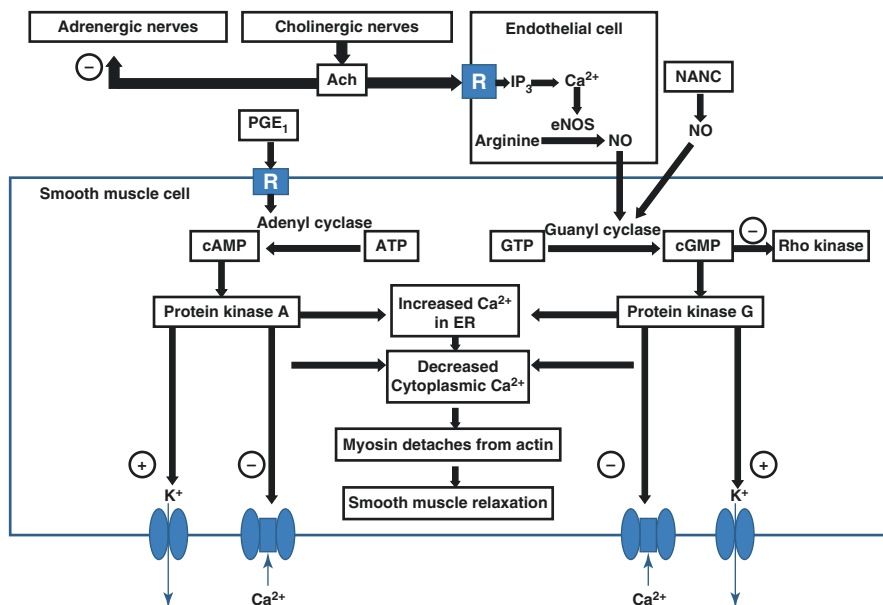 Adrenergic nerves
Cholinergic nerves
Endothelial cell
−
Ach
R
IP₃
Ca²⁺
NANC
eNOS
PGE₁
Arginine
NO
NO
R
Smooth muscle cell
Adenyl cyclase
Guanyl cyclase
−
cAMP
ATP
GTP
cGMP
Rho kinase
Protein kinase A
Increased Ca²⁺
in ER
Protein kinase G
Decreased
Cytoplasmic Ca²⁺
Myosin detaches from actin
+
−
−
+
K⁺
Smooth muscle relaxation
K⁺
Ca²⁺
Ca²⁺